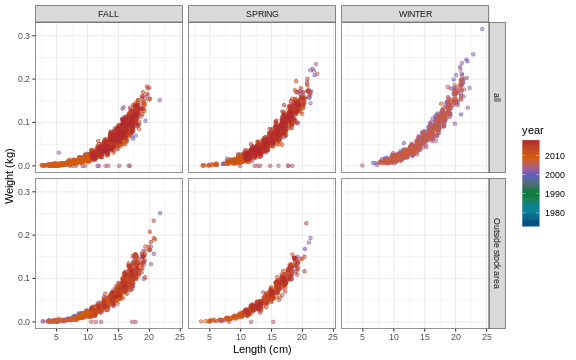 FALL SPRING WINTER
0.3
0.2
0.1
0.0
all
0.3
0.2
0.1
0.0
Outside stock area
Weight (kg)
5 10 15 20 25 5 10 15 20 25 5 10 15 20 25
Length (cm)
year
2010
2000
1990
1980